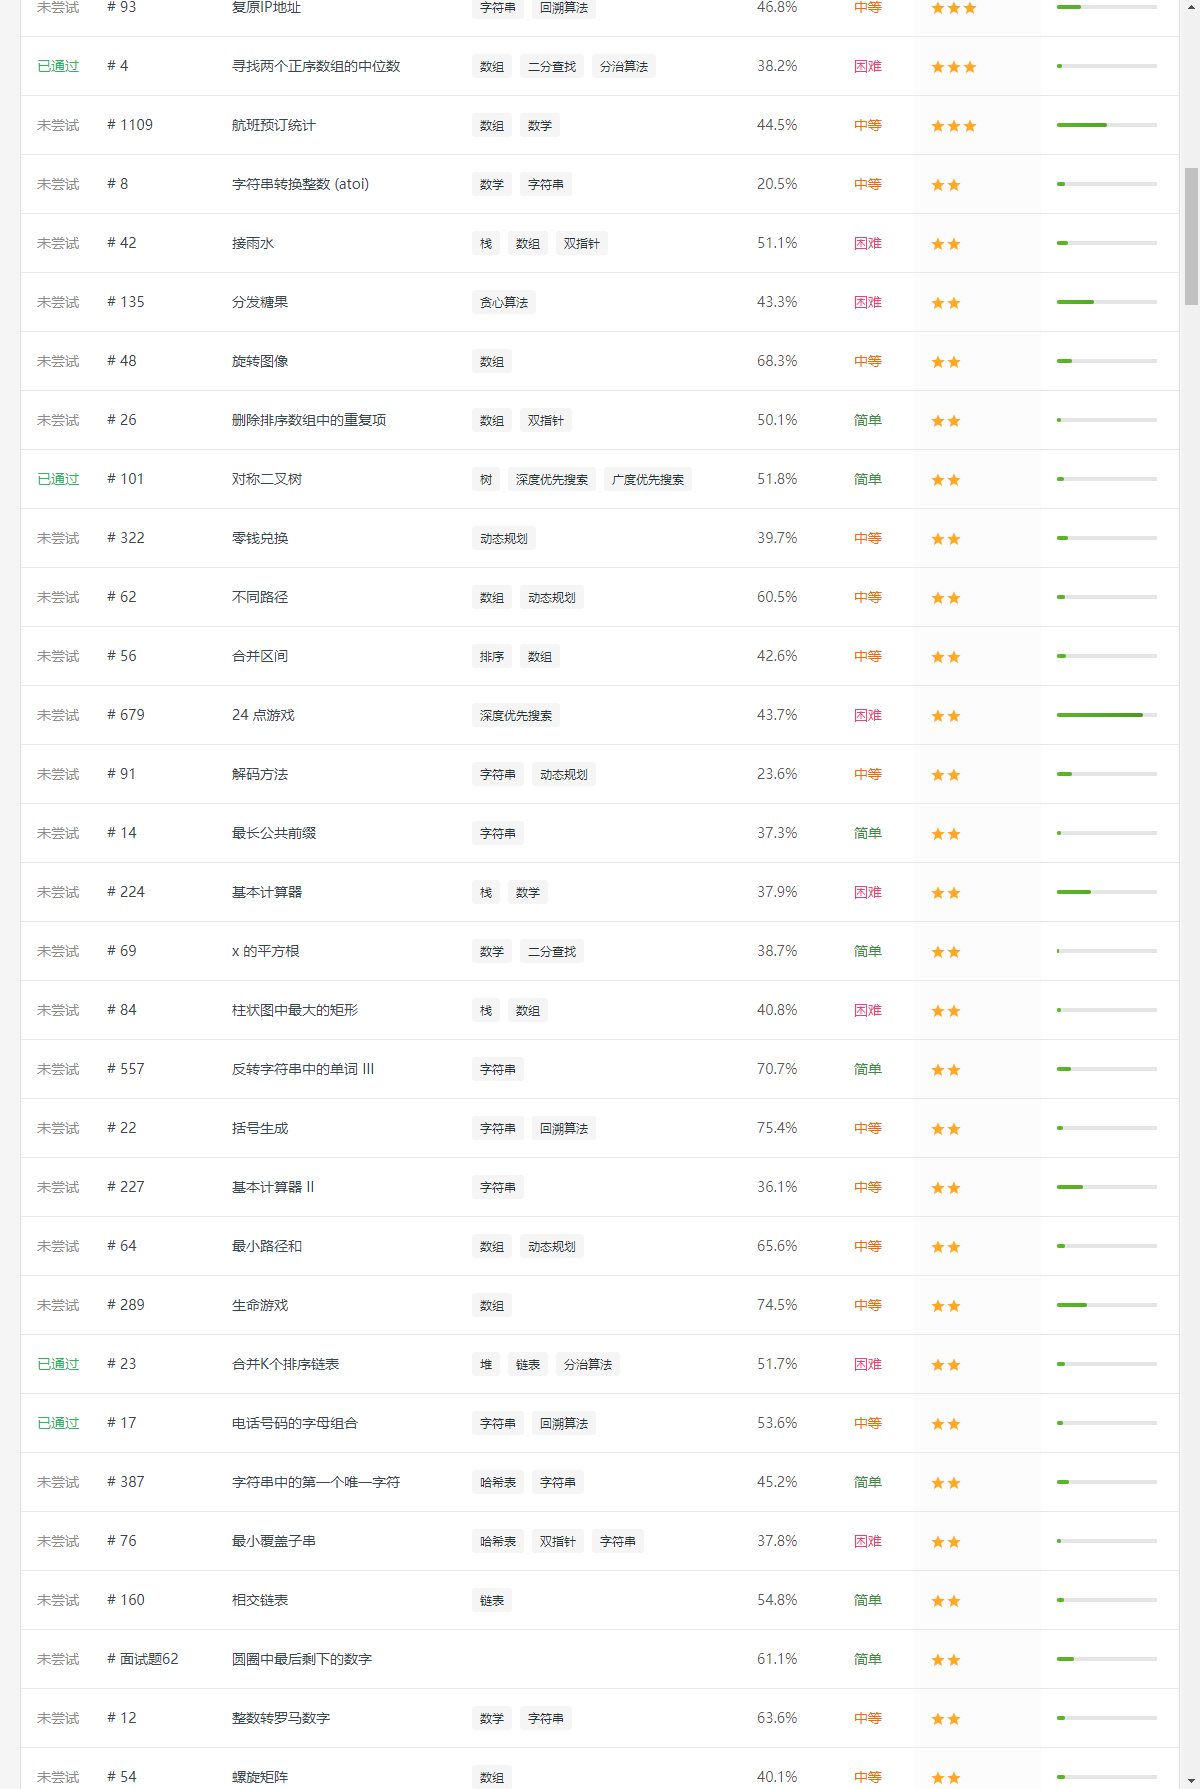 未尝试 # 93 复原IP地址 字符串 回溯算法 46.8% 中等
已通过 # 4 寻找两个正序数组的中位数 数组 二分查找 分治算法 38.2% 困难
未尝试 # 1109 航班预订统计 数组 数学 44.5% 中等
未尝试 # 8 字符串转换整数 (atoi) 数学 字符串 20.5% 中等
未尝试 # 42 接雨水 栈 数组 双指针 51.1% 困难
未尝试 # 135 分发糖果 贪心算法 43.3% 困难
未尝试 # 48 旋转图像 数组 68.3% 中等
未尝试 # 26 删除排序数组中的重复项 数组 双指针 50.1% 简单
已通过 # 101 对称二叉树 树 深度优先搜索 广度优先搜索 51.8% 简单
未尝试 # 322 零钱兑换 动态规划 39.7% 中等
未尝试 # 62 不同路径 数组 动态规划 60.5% 中等
未尝试 # 56 合并区间 排序 数组 42.6% 中等
未尝试 # 679 24 点游戏 深度优先搜索 43.7% 困难
未尝试 # 91 解码方法 字符串 动态规划 23.6% 中等
未尝试 # 14 最长公共前缀 字符串 37.3% 简单
未尝试 # 224 基本计算器 栈 数学 37.9% 困难
未尝试 # 69 x 的平方根 数学 二分查找 38.7% 简单
未尝试 # 84 柱状图中最大的矩形 栈 数组 40.8% 困难
未尝试 # 557 反转字符串中的单词 III 字符串 70.7% 简单
未尝试 # 22 括号生成 字符串 回溯算法 75.4% 中等
未尝试 # 227 基本计算器 II 字符串 36.1% 中等
未尝试 # 64 最小路径和 数组 动态规划 65.6% 中等
未尝试 # 289 生命游戏 数组 74.5% 中等
已通过 # 23 合并K个排序链表 堆 链表 分治算法 51.7% 困难
已通过 # 17 电话号码的字母组合 字符串 回溯算法 53.6% 中等
未尝试 # 387 字符串中的第一个唯一字符 哈希表 字符串 45.2% 简单
未尝试 # 76 最小覆盖子串 哈希表 双指针 字符串 37.8% 困难
未尝试 # 160 相交链表 链表 54.8% 简单
未尝试 # 面试题62 圆圈中最后剩下的数字 61.1% 简单
未尝试 # 12 整数转罗马数字 数学 字符串 63.6% 中等
未尝试 # 54 螺旋矩阵 数组 40.1% 中等